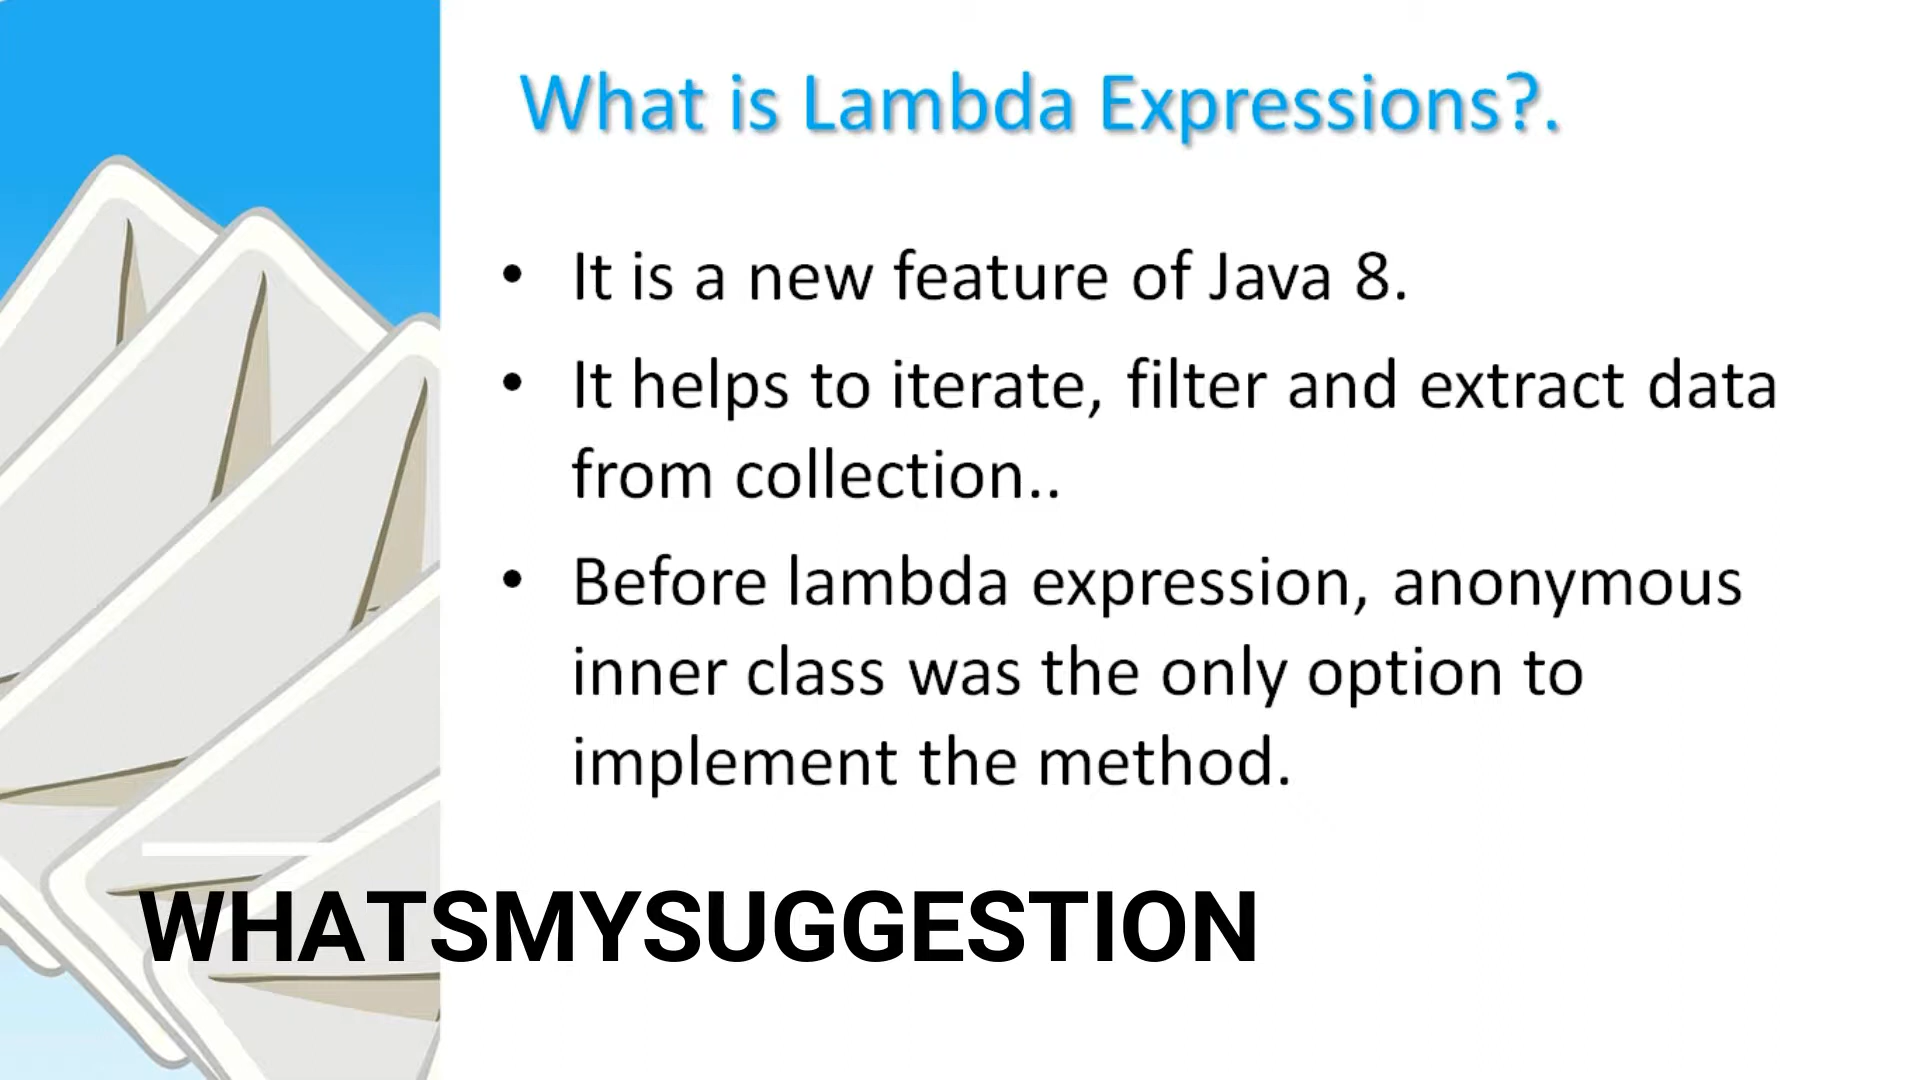 What is Lambda Expressions?.
• It is a new feature of Java 8.
• It helps to iterate, filter and extract data
from collection..
• Before lambda expression, anonymous
inner class was the only option to
implement the method.
WHATSMYSUGGESTION